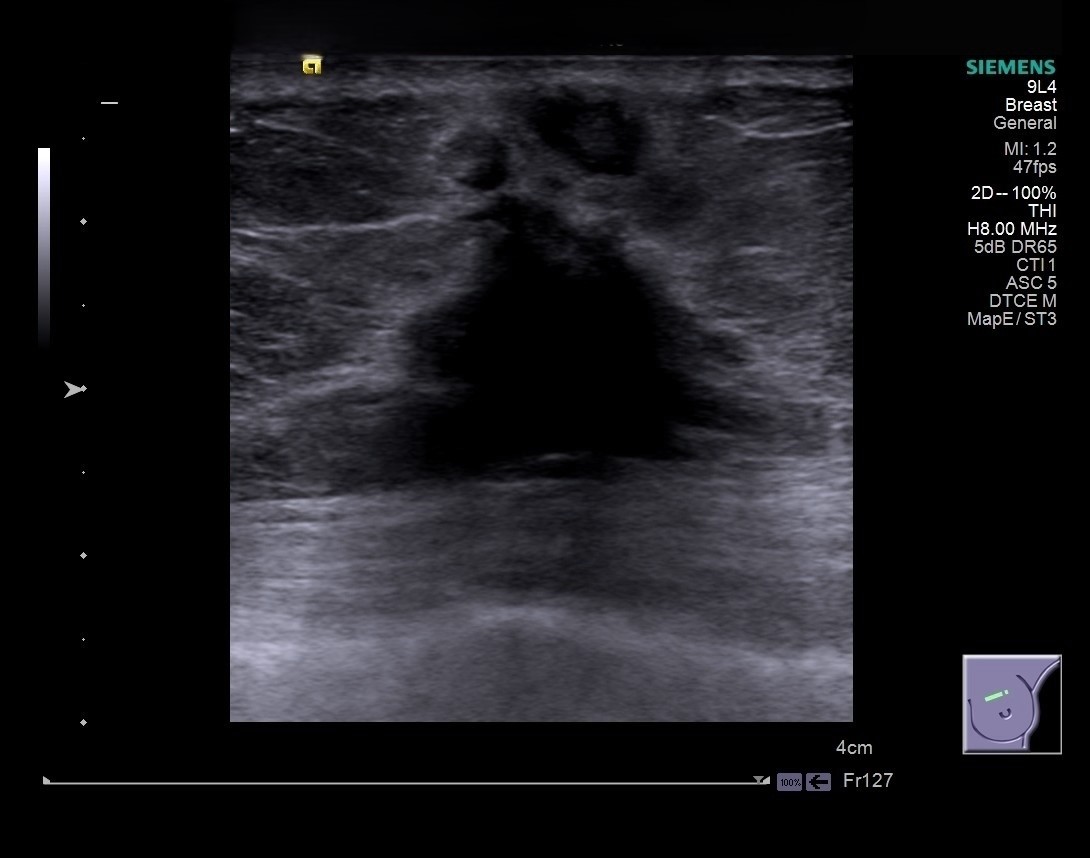 SIEMENS
9L4
Breast
General
MI: 1.2
47fps
2D--100%
THI
H8.00 MHz
5dB DR65
CTI 1
ASC 5
DTCE M
MapE / ST3
4cm
100%
Fr127